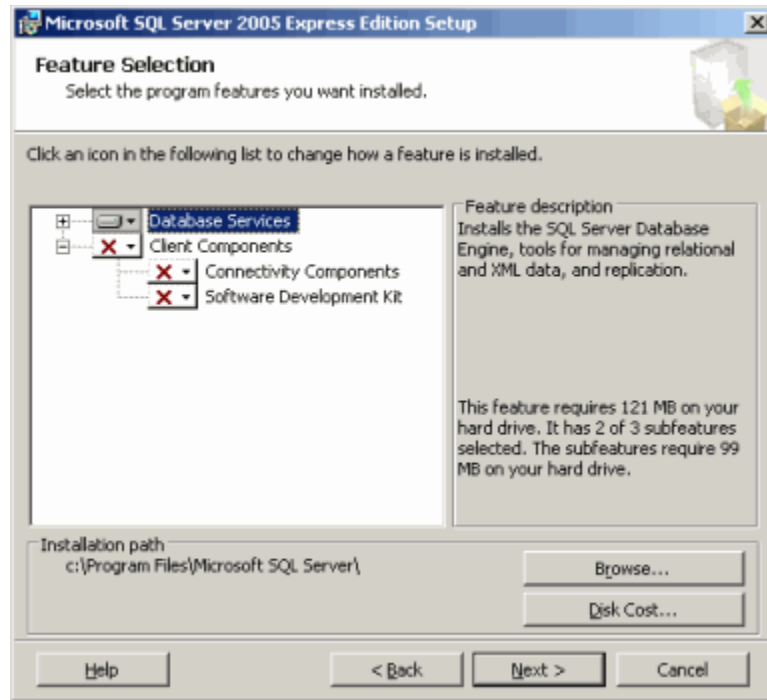 Microsoft SQL Server 2005 Express Edition Setup
Feature Selection
Select the program features you want installed.
Click an icon in the following list to change how a feature is installed.
Database Services
Client Components
Connectivity Components
Software Development Kit
Feature description
Installs the SQL Server Database
Engine, tools for managing relational
and XML data, and replication.
This feature requires 121 MB on your
hard drive. It has 2 of 3 subfeatures
selected. The subfeatures require 99
MB on your hard drive.
Installation path
c:\Program Files\Microsoft SQL Server\
Browse...
Disk Cost...
Help
< Back
Next >
Cancel